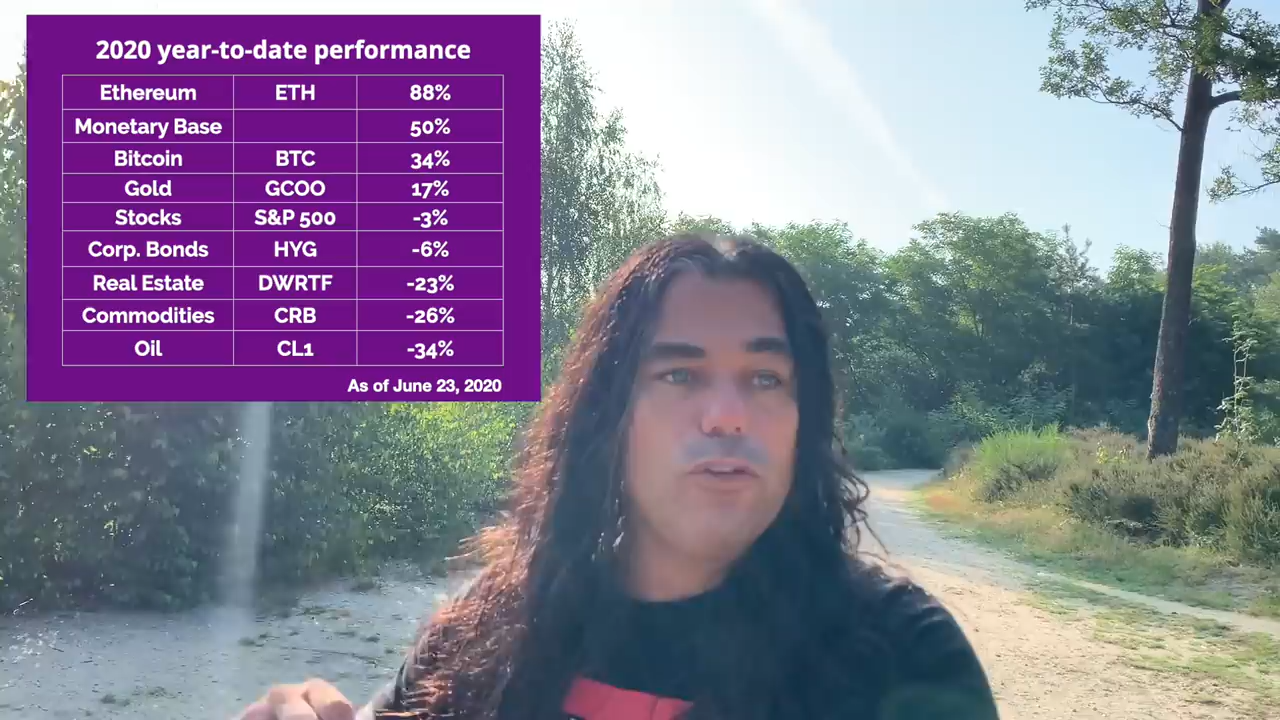 2020 year-to-date performance
Ethereum ETH 88%
Monetary Base 50%
Bitcoin BTC 34%
Gold GCOO 17%
Stocks S&P 500 -3%
Corp. Bonds HYG -6%
Real Estate DWRTF -23%
Commodities CRB -26%
Oil CL1 -34%
As of June 23, 2020